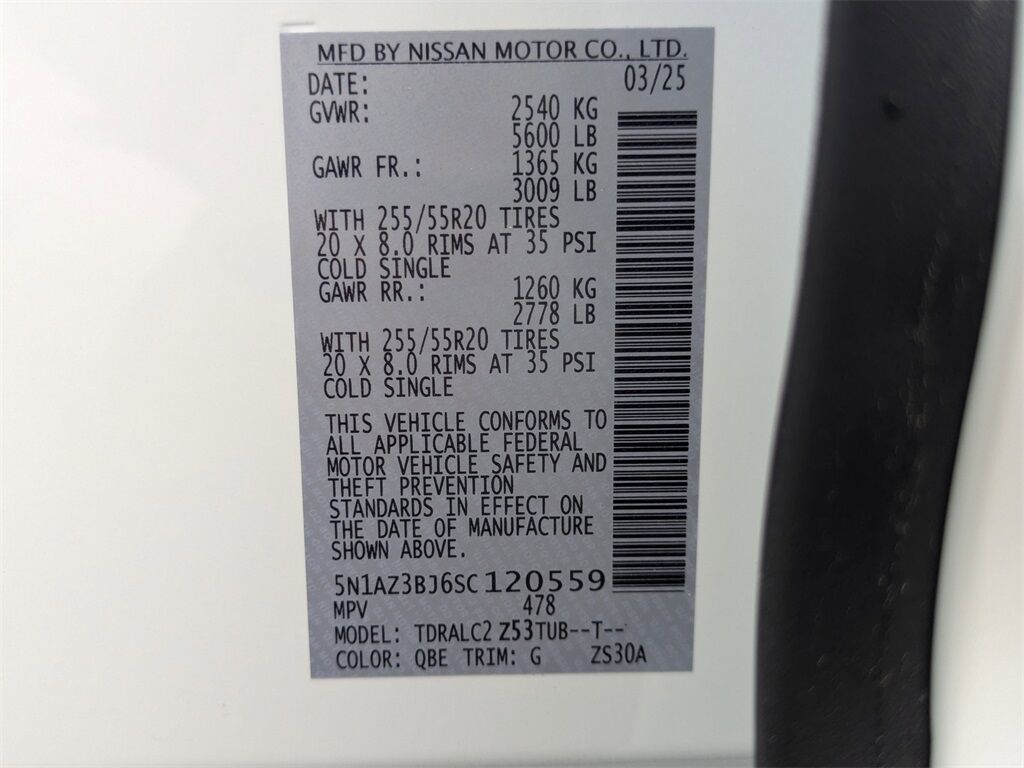 MFD BY NISSAN MOTOR CO., LTD.
DATE: 03/25
GVWR: 2540 KG
5600 LB
GAWR FR.: 1365 KG
3009 LB
WITH 255/55R20 TIRES
20 X 8.0 RIMS AT 35 PSI
COLD SINGLE
GAWR RR.: 1260 KG
2778 LB
WITH 255/55R20 TIRES
20 X 8.0 RIMS AT 35 PSI
COLD SINGLE
THIS VEHICLE CONFORMS TO
ALL APPLICABLE FEDERAL
MOTOR VEHICLE SAFETY AND
THEFT PREVENTION
STANDARDS IN EFFECT ON
THE DATE OF MANUFACTURE
SHOWN ABOVE.
5N1AZ3BJ6SC120559
MPV 478
MODEL: TDRALC2 Z53TUB--T--
COLOR: QBE TRIM: G ZS30A